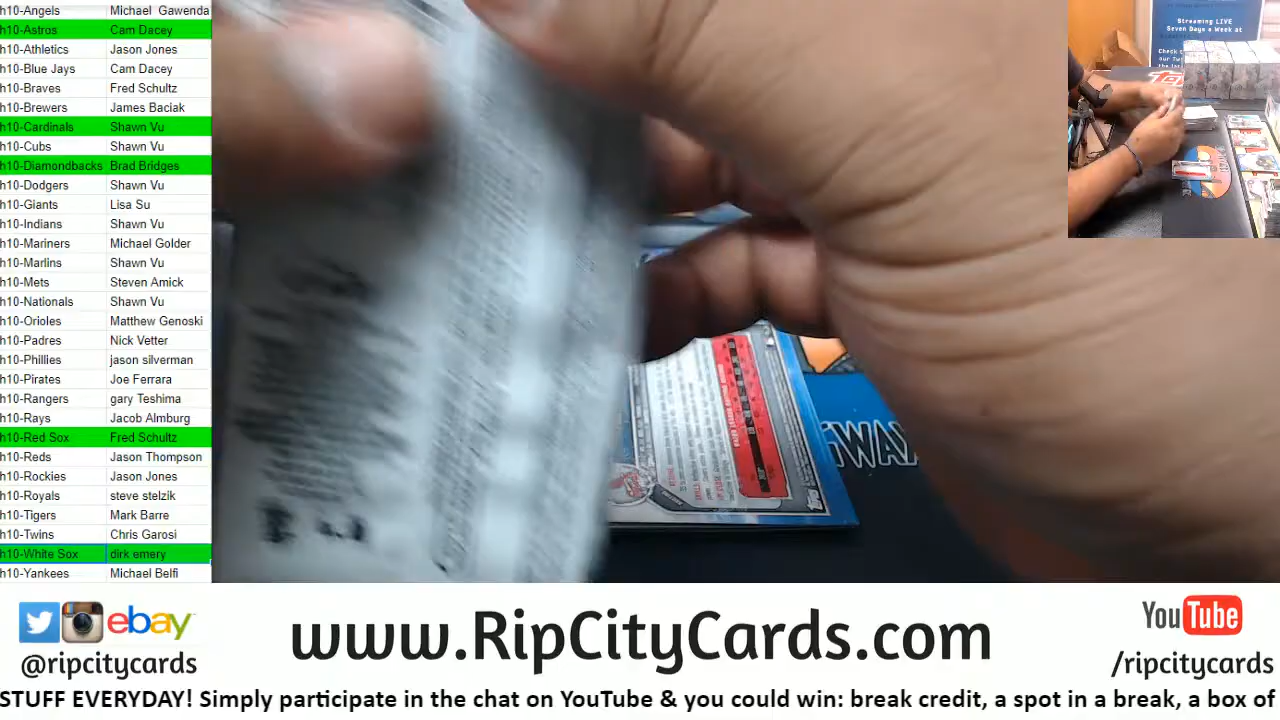 h10-Angels Michael Gawenda
h10-Astros Cam Dacey
h10-Athletics Jason Jones
h10-Blue Jays Cam Dacey
h10-Braves Fred Schultz
h10-Brewers James Baciak
h10-Cardinals Shawn Vu
h10-Cubs Shawn Vu
h10-Diamondbacks Brad Bridges
h10-Dodgers Shawn Vu
h10-Giants Lisa Su
h10-Indians Shawn Vu
h10-Mariners Michael Golder
h10-Marlins Shawn Vu
h10-Mets Steven Amick
h10-Nationals Shawn Vu
h10-Orioles Matthew Genoski
h10-Padres Nick Vetter
h10-Phillies jason silverman
h10-Pirates Joe Ferrara
h10-Rangers gary Teshima
h10-Rays Jacob Almburg
h10-Red Sox Fred Schultz
h10-Reds Jason Thompson
h10-Rockies Jason Jones
h10-Royals steve stelzik
h10-Tigers Mark Barre
h10-Twins Chris Garosi
h10-White Sox dirk emery
h10-Yankees Michael Belfi
Streaming LIVE
Seven Days a Week at
Check
our Tw
topps
GWAX
ebay
@ripcitycards
www.RipCityCards.com
YouTube
/ripcitycards
STUFF EVERYDAY! Simply participate in the chat on YouTube & you could win: break credit, a spot in a break, a box of